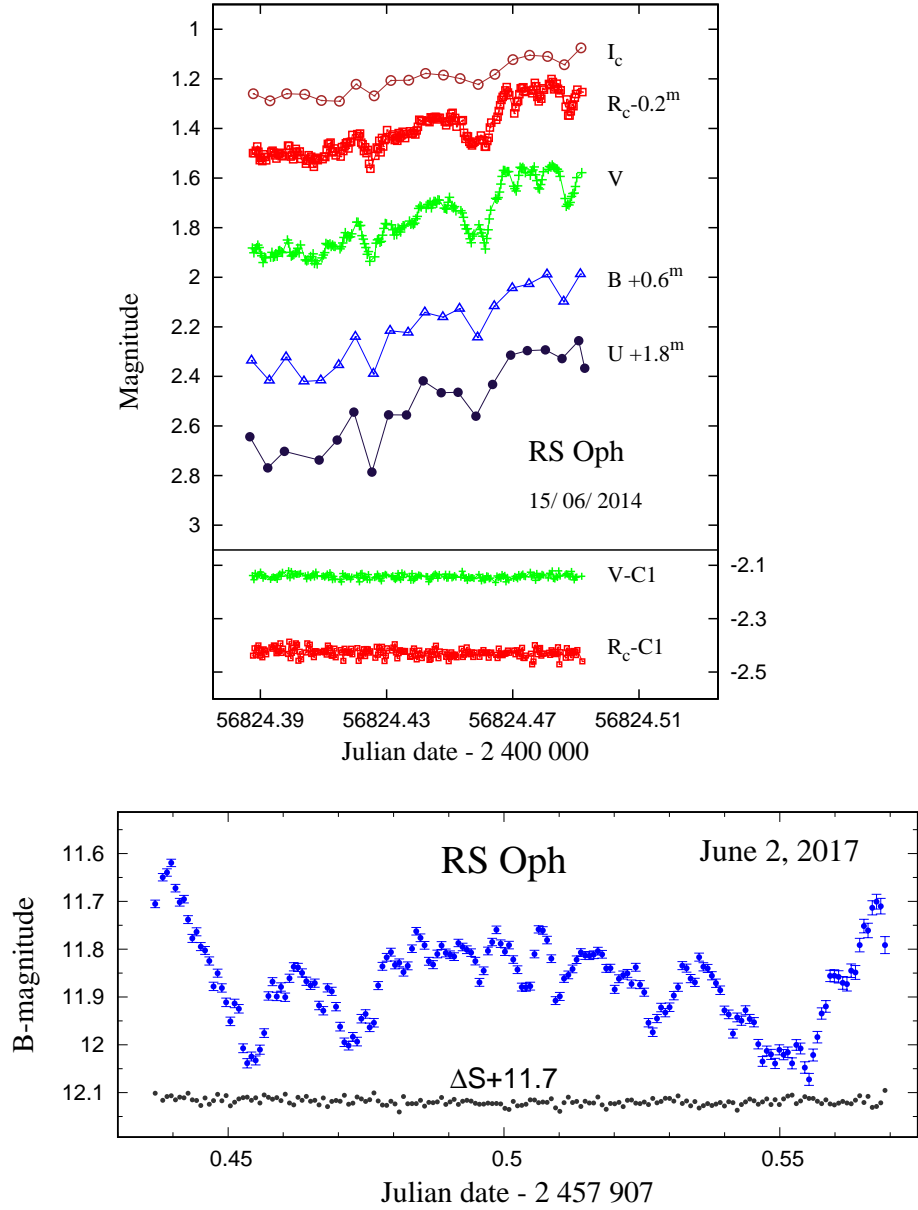 1
1.2
1.4
1.6
1.8
2
2.2
2.4
2.6
2.8
3
Magnitude
I_c
R_c-0.2^m
V
B +0.6^m
U +1.8^m
RS Oph
15/ 06/ 2014
V-C1
R_c-C1
-2.1
-2.3
-2.5
56824.39 56824.43 56824.47 56824.51
Julian date - 2 400 000
RS Oph
June 2, 2017
11.6
11.7
11.8
11.9
12
12.1
B-magnitude
ΔS+11.7
0.45 0.5 0.55
Julian date - 2 457 907